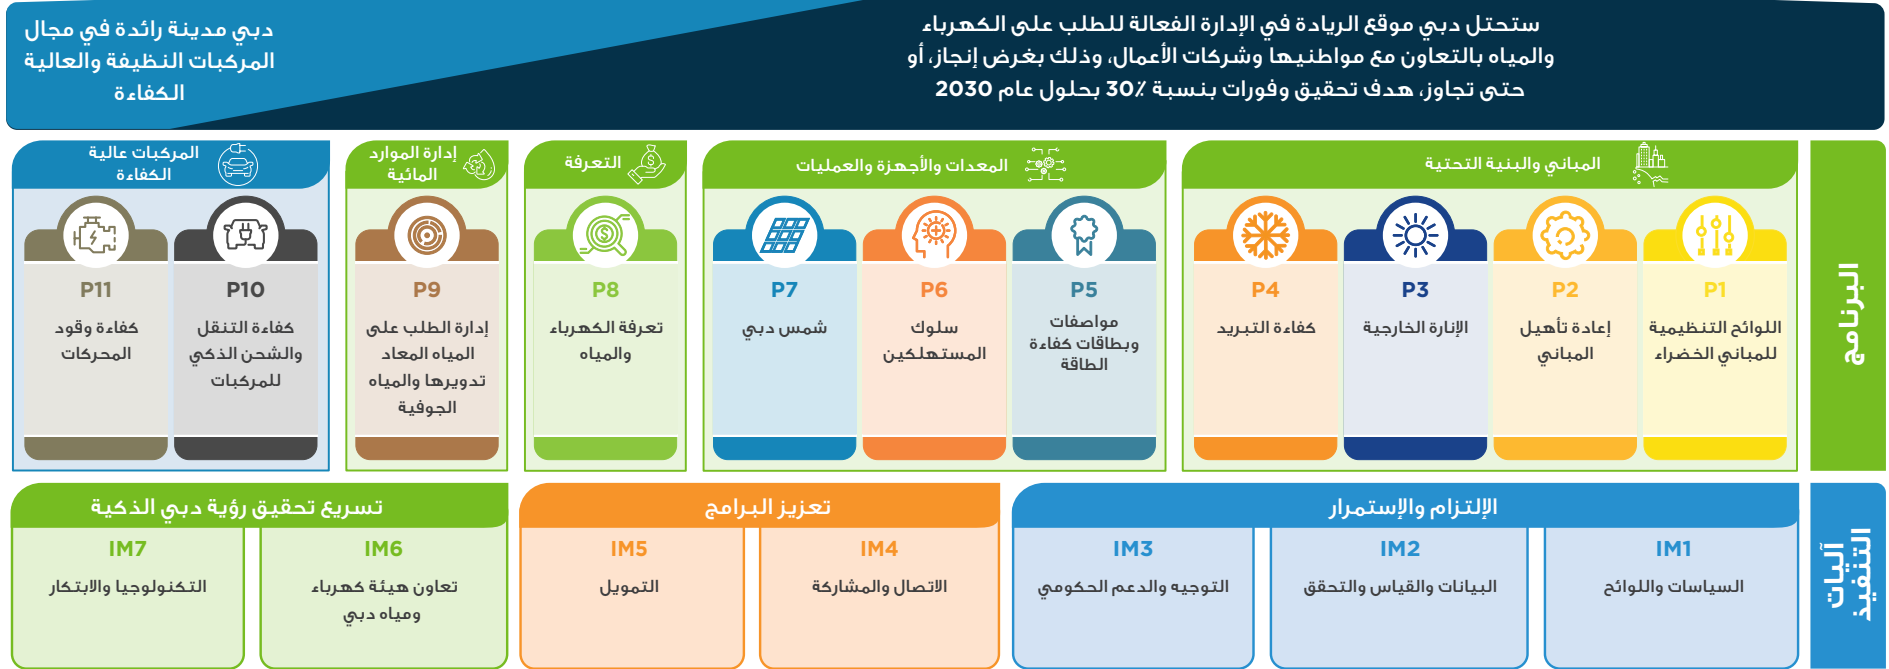 ستحتل دبي موقع الريادة في الإدارة الفعالة للطلب على الكهرباء
والمياه بالتعاون مع مواطنيها وشركات الأعمال، وذلك بغرض إنجاز، أو
حتى تجاوز، هدف تحقيق وفورات بنسبة 30٪ بحلول عام 2030
دبي مدينة رائدة في مجال
المركبات النظيفة والعالية
الكفاءة
البرنامج
المباني والبنية التحتية
P1
اللوائح التنظيمية
للمباني الخضراء
P2
إعادة تأهيل
المباني
P3
الإنارة الخارجية
P4
كفاءة التبريد
المعدات والأجهزة والعمليات
P5
مواصفات
وبطاقات كفاءة
الطاقة
P6
سلوك
المستهلكين
P7
شمس دبي
التعرفة
P8
تعرفة الكهرباء
والمياه
إدارة الموارد
المائية
P9
إدارة الطلب على
المياه المعاد
تدويرها والمياه
الجوفية
المركبات عالية
الكفاءة
P10
كفاءة التنقل
والشحن الذكي
للمركبات
P11
كفاءة وقود
المحركات
آليات
التنفيذ
الإلتزام والإستمرار
IM1
السياسات واللوائح
IM2
البيانات والقياس والتحقق
IM3
التوجيه والدعم الحكومي
تعزيز البرامج
IM4
الاتصال والمشاركة
IM5
التمويل
تسريع تحقيق رؤية دبي الذكية
IM6
تعاون هيئة كهرباء
ومياه دبي
IM7
التكنولوجيا والابتكار